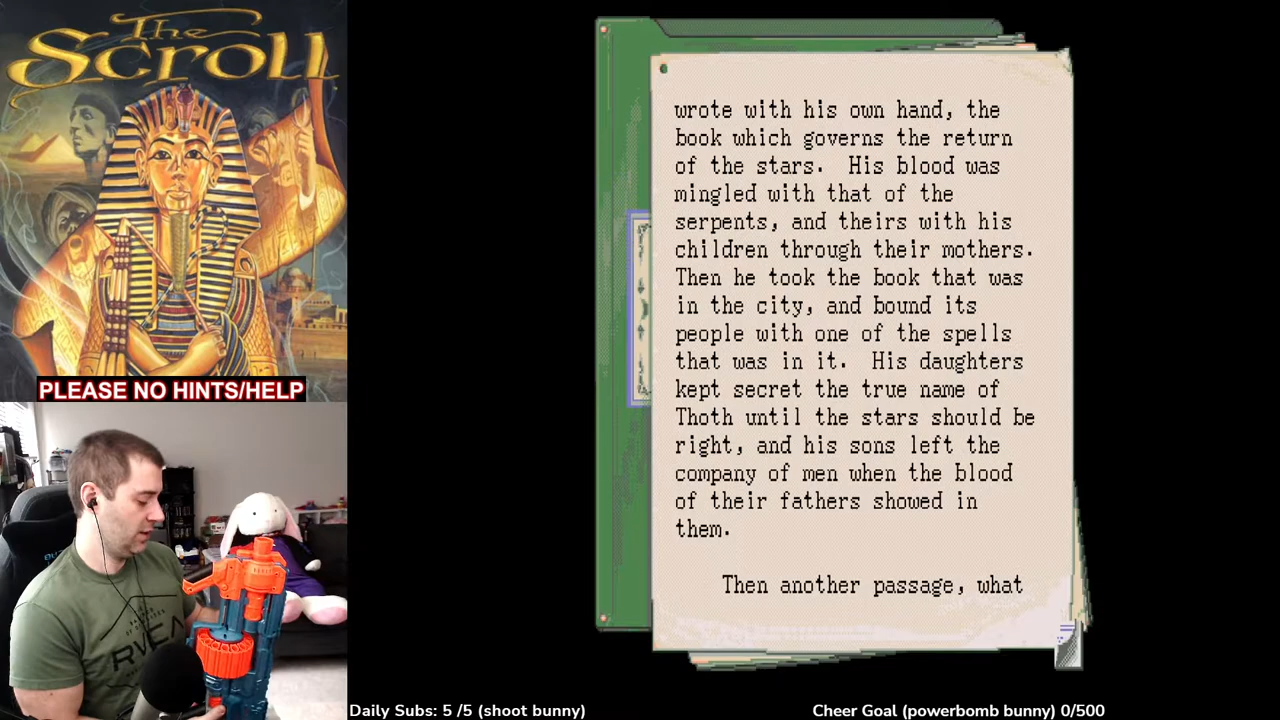 The
Scroll
PLEASE NO HINTS/HELP
wrote with his own hand, the
book which governs the return
of the stars.  His blood was
mingled with that of the
serpents, and theirs with his
children through their mothers.
Then he took the book that was
in the city, and bound its
people with one of the spells
that was in it.  His daughters
kept secret the true name of
Thoth until the stars should be
right, and his sons left the
company of men when the blood
of their fathers showed in
them.
Then another passage, what
Daily Subs: 5 /5 (shoot bunny)
Cheer Goal (powerbomb bunny) 0/500